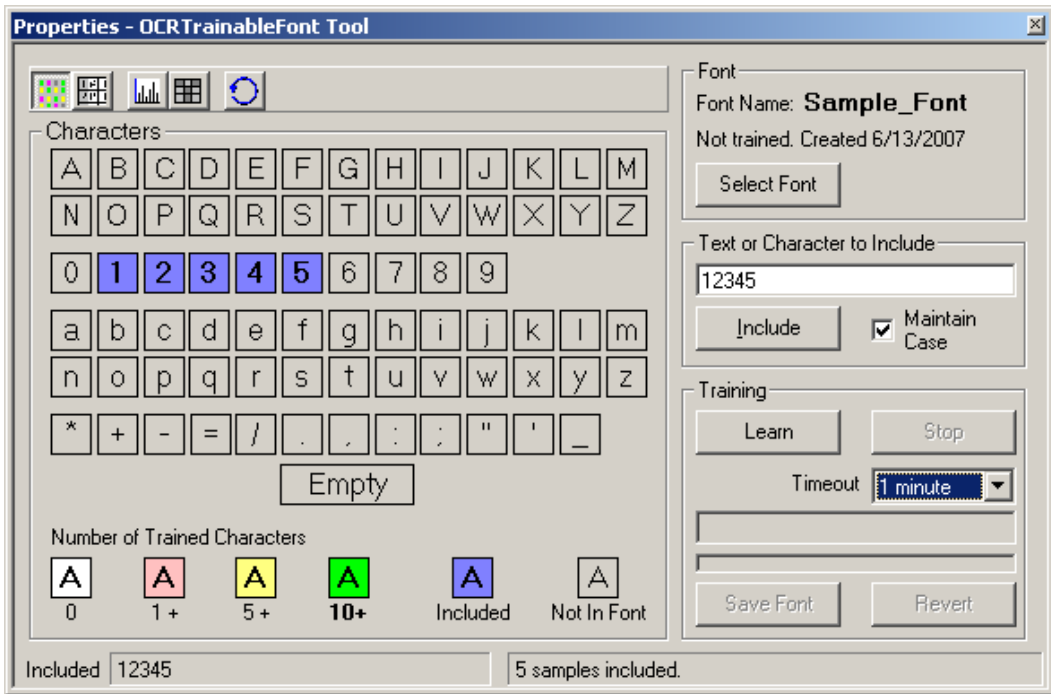 Properties - OCRTrainableFont Tool
Characters
A B C D E F G H I J K L M
N O P Q R S T U V W X Y Z
0 1 2 3 4 5 6 7 8 9
a b c d e f g h i j k l m
n o p q r s t u v w x y z
* + - = / . , : ; " ' _
Empty
Number of Trained Characters
A A A A A A
0 1 + 5 + 10+ Included Not In Font
Font
Font Name: Sample_Font
Not trained. Created 6/13/2007
Select Font
Text or Character to Include
12345
Include
Maintain
Case
Training
Learn Stop
Timeout 1 minute
Save Font Revert
Included 12345
5 samples included.